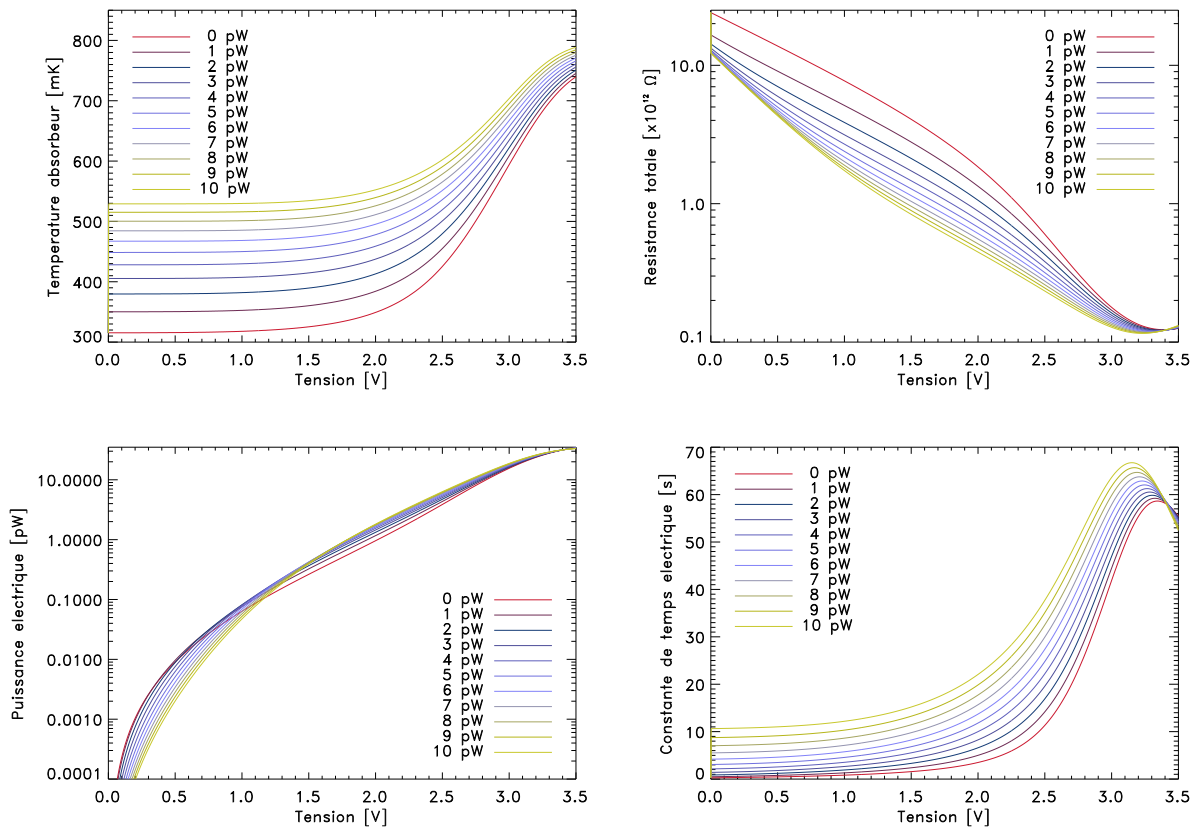 Temperature absorbeur [mK]
800
700
600
500
400
300
0 pW
1 pW
2 pW
3 pW
4 pW
5 pW
6 pW
7 pW
8 pW
9 pW
10 pW
0.0 0.5 1.0 1.5 2.0 2.5 3.0 3.5
Tension [V]
Resistance totale [x10¹² Ω]
10.0
1.0
0.1
0 pW
1 pW
2 pW
3 pW
4 pW
5 pW
6 pW
7 pW
8 pW
9 pW
10 pW
0.0 0.5 1.0 1.5 2.0 2.5 3.0 3.5
Tension [V]
Puissance electrique [pW]
10.0000
1.0000
0.1000
0.0100
0.0010
0.0001
0 pW
1 pW
2 pW
3 pW
4 pW
5 pW
6 pW
7 pW
8 pW
9 pW
10 pW
0.0 0.5 1.0 1.5 2.0 2.5 3.0 3.5
Tension [V]
Constante de temps electrique [s]
70
60
50
40
30
20
10
0
0 pW
1 pW
2 pW
3 pW
4 pW
5 pW
6 pW
7 pW
8 pW
9 pW
10 pW
0.0 0.5 1.0 1.5 2.0 2.5 3.0 3.5
Tension [V]